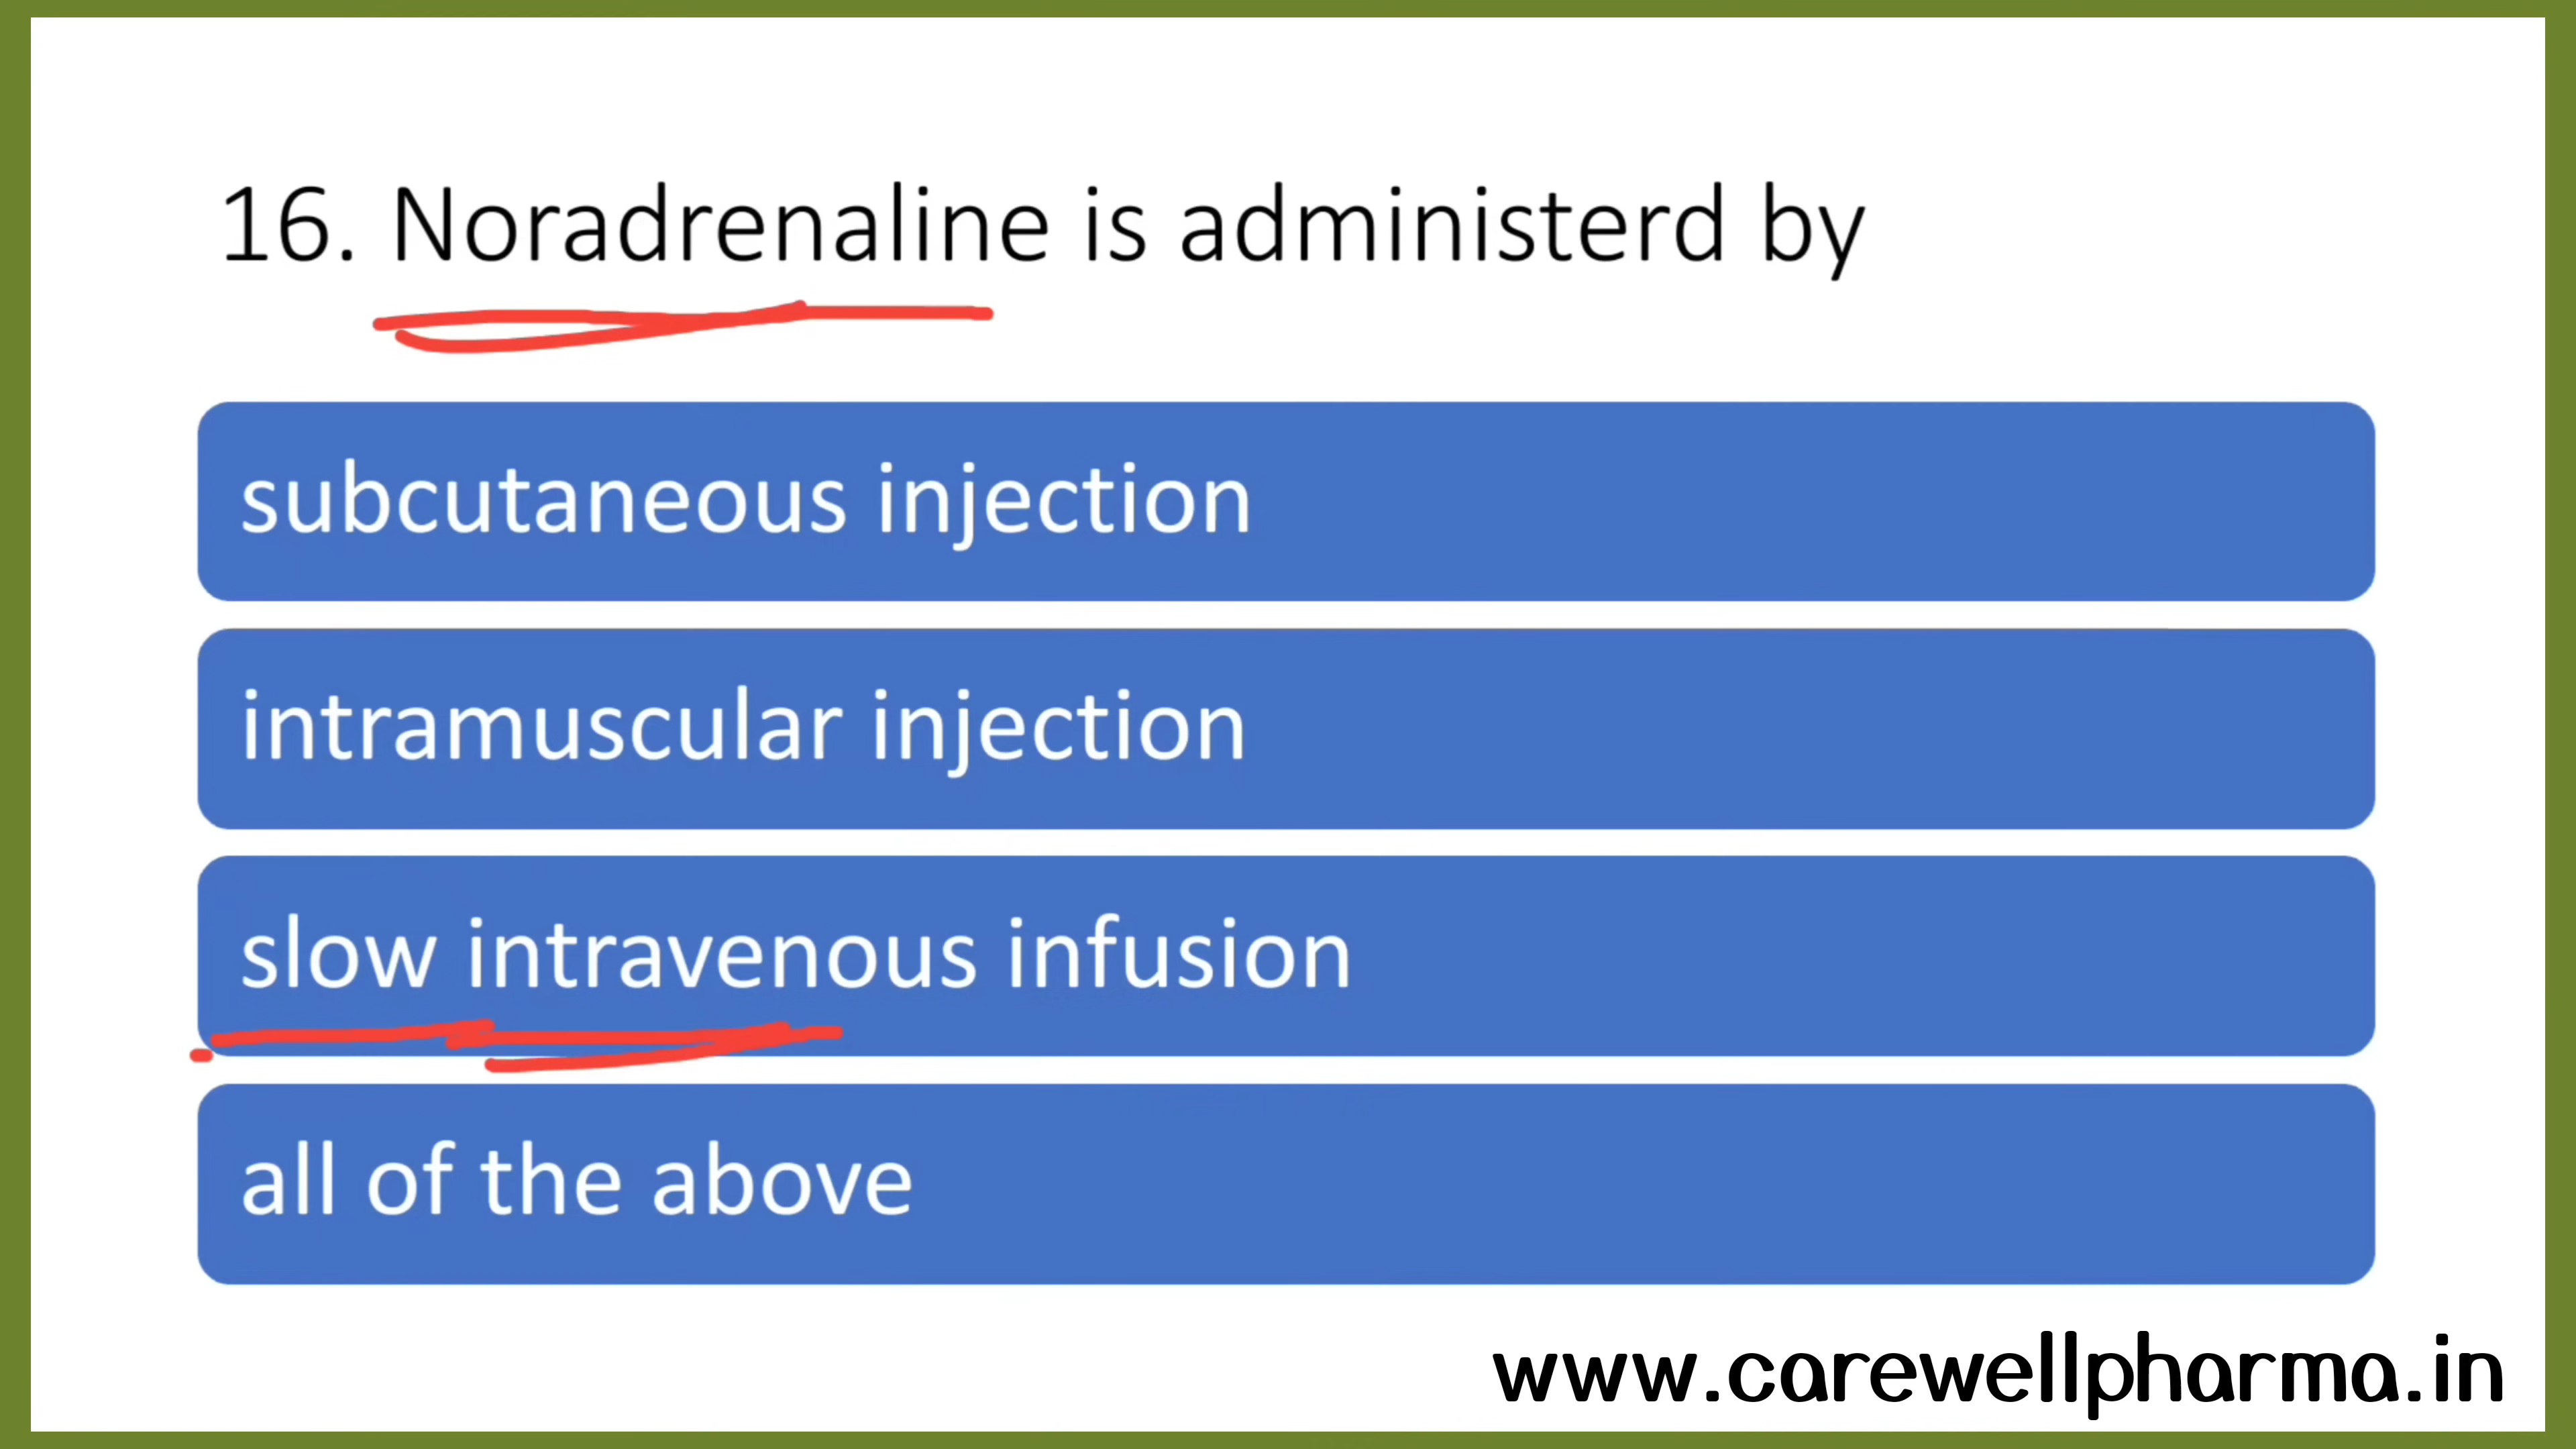 16. Noradrenaline is administerd by
subcutaneous injection
intramuscular injection
slow intravenous infusion
all of the above
www.carewellpharma.in